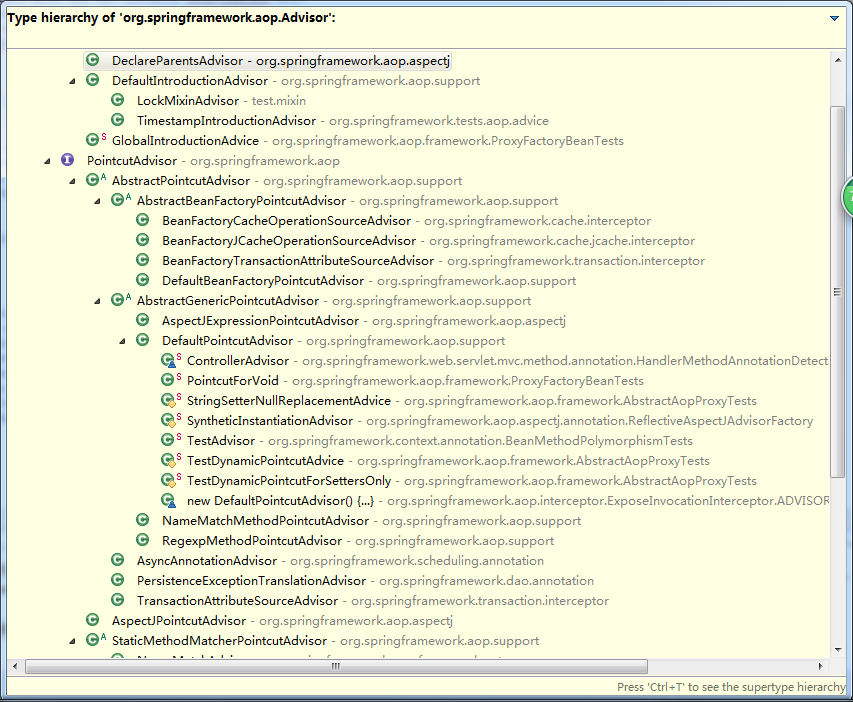 Type hierarchy of 'org.springframework.aop.Advisor':
DeclareParentsAdvisor - org.springframework.aop.aspectj
DefaultIntroductionAdvisor - org.springframework.aop.support
LockMixinAdvisor - test.mixin
TimestampIntroductionAdvisor - org.springframework.tests.aop.advice
GlobalIntroductionAdvice - org.springframework.aop.framework.ProxyFactoryBeanTests
PointcutAdvisor - org.springframework.aop
AbstractPointcutAdvisor - org.springframework.aop.support
AbstractBeanFactoryPointcutAdvisor - org.springframework.aop.support
BeanFactoryCacheOperationSourceAdvisor - org.springframework.cache.interceptor
BeanFactoryJCacheOperationSourceAdvisor - org.springframework.cache.jcache.interceptor
BeanFactoryTransactionAttributeSourceAdvisor - org.springframework.transaction.interceptor
DefaultBeanFactoryPointcutAdvisor - org.springframework.aop.support
AbstractGenericPointcutAdvisor - org.springframework.aop.support
AspectJExpressionPointcutAdvisor - org.springframework.aop.aspectj
DefaultPointcutAdvisor - org.springframework.aop.support
ControllerAdvisor - org.springframework.web.servlet.mvc.method.annotation.HandlerMethodAnnotationDetect
PointcutForVoid - org.springframework.aop.framework.ProxyFactoryBeanTests
StringSetterNullReplacementAdvice - org.springframework.aop.framework.AbstractAopProxyTests
SyntheticInstantiationAdvisor - org.springframework.aop.aspectj.annotation.ReflectiveAspectJAdvisorFactory
TestAdvisor - org.springframework.context.annotation.BeanMethodPolymorphismTests
TestDynamicPointcutAdvice - org.springframework.aop.framework.AbstractAopProxyTests
TestDynamicPointcutForSettersOnly - org.springframework.aop.framework.AbstractAopProxyTests
new DefaultPointcutAdvisor() {...} - org.springframework.aop.interceptor.ExposeInvocationInterceptor.ADVISOR
NameMatchMethodPointcutAdvisor - org.springframework.aop.support
RegexpMethodPointcutAdvisor - org.springframework.aop.support
AsyncAnnotationAdvisor - org.springframework.scheduling.annotation
PersistenceExceptionTranslationAdvisor - org.springframework.dao.annotation
TransactionAttributeSourceAdvisor - org.springframework.transaction.interceptor
AspectJPointcutAdvisor - org.springframework.aop.aspectj
StaticMethodMatcherPointcutAdvisor - org.springframework.aop.support
Press 'Ctrl+T' to see the supertype hierarchy